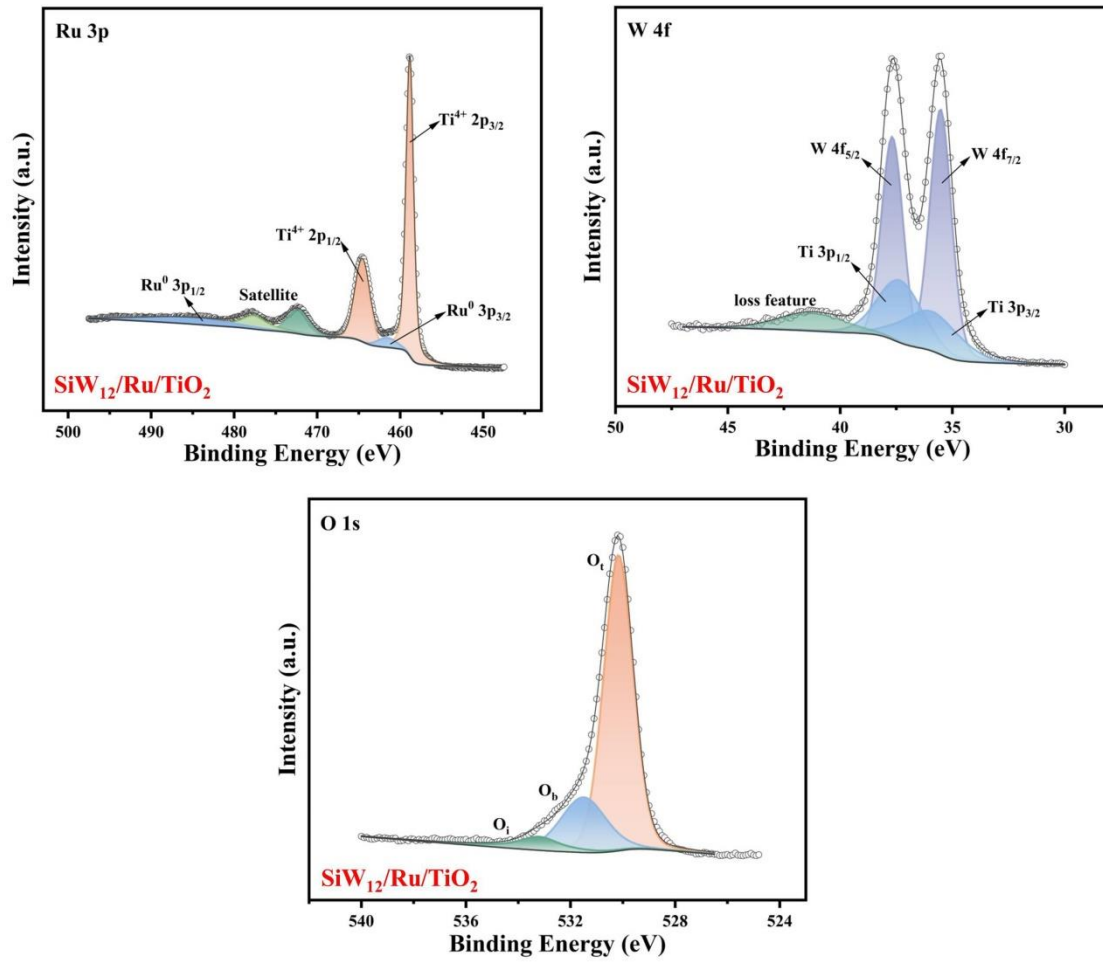 Ru 3p
Ti⁴⁺ 2p₃/₂
Ti⁴⁺ 2p₁/₂
Ru⁰ 3p₁/₂
Satellite
Ru⁰ 3p₃/₂
SiW₁₂/Ru/TiO₂
Intensity (a.u.)
500 490 480 470 460 450
Binding Energy (eV)
W 4f
W 4f₅/₂
W 4f₇/₂
Ti 3p₁/₂
loss feature
Ti 3p₃/₂
SiW₁₂/Ru/TiO₂
Intensity (a.u.)
50 45 40 35 30
Binding Energy (eV)
O 1s
Oₜ
O_b
Oᵢ
SiW₁₂/Ru/TiO₂
Intensity (a.u.)
540 536 532 528 524
Binding Energy (eV)